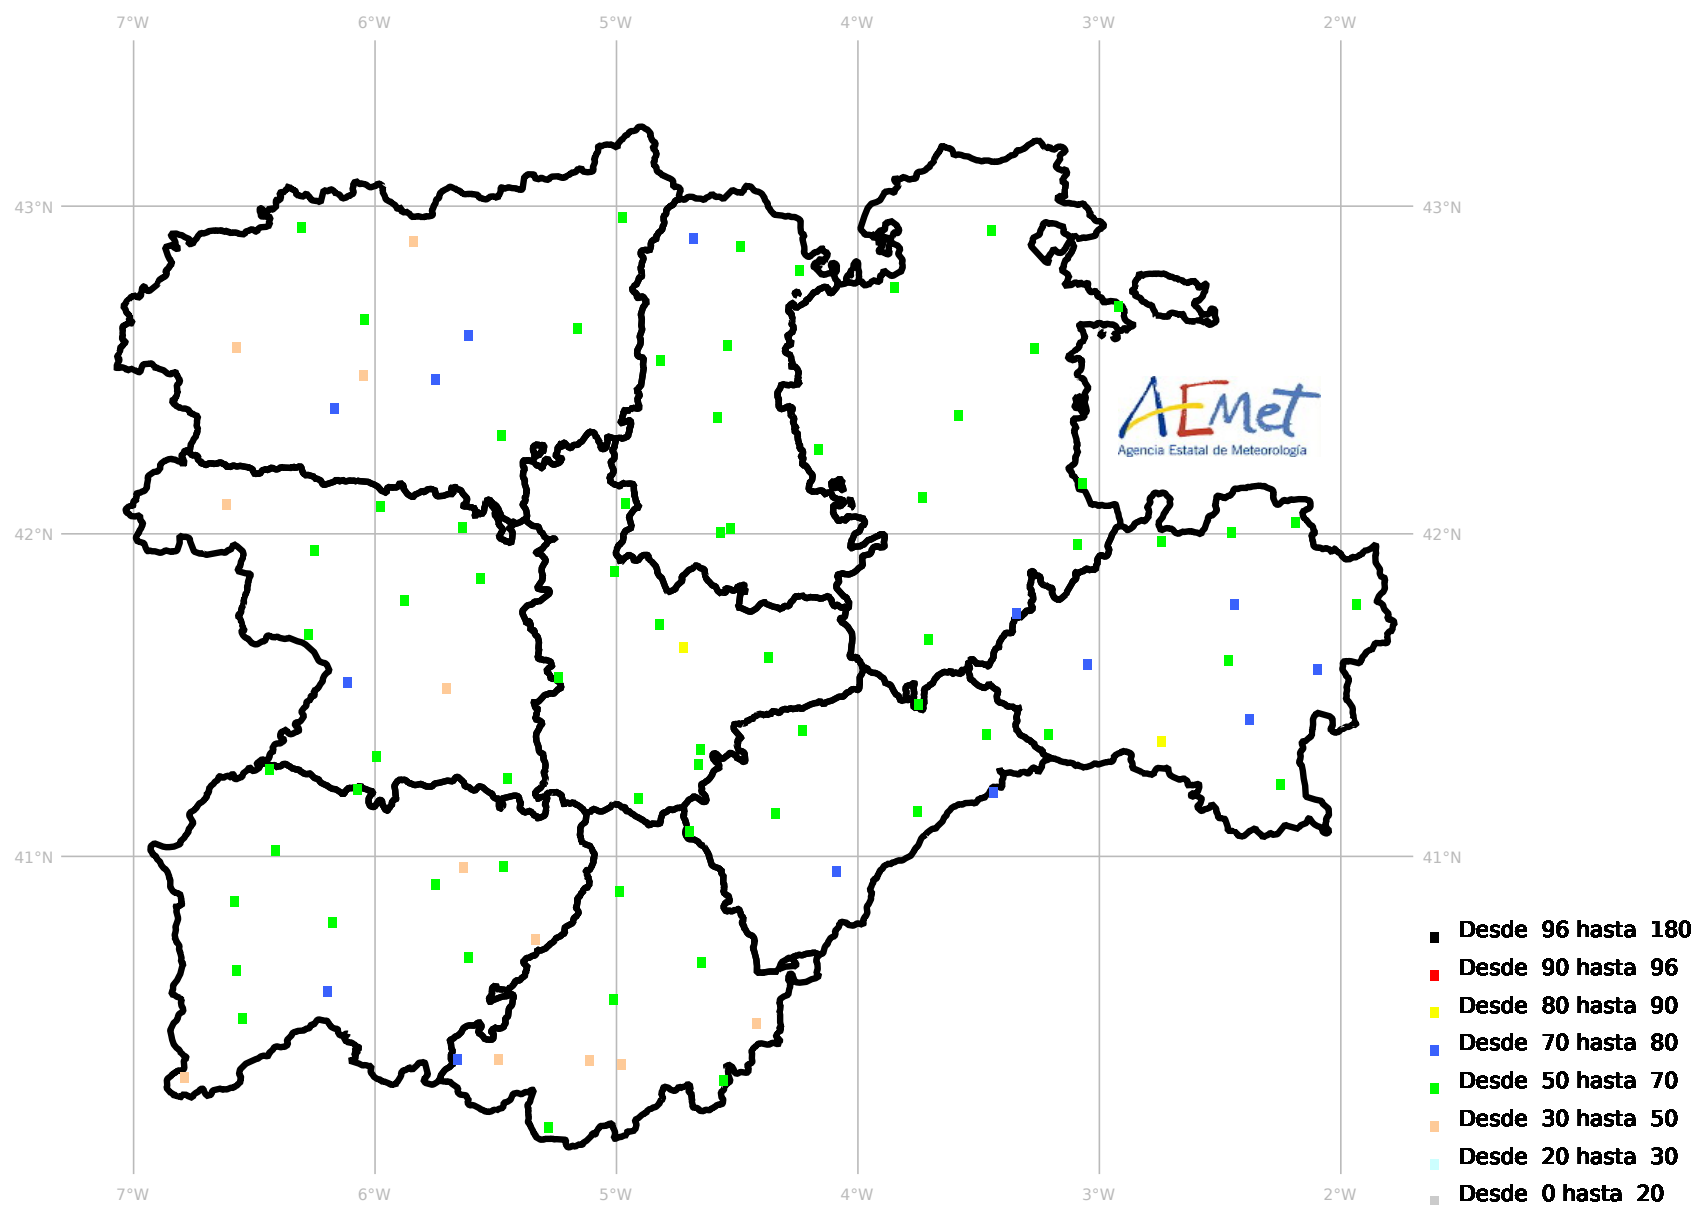 7°W 6°W 5°W 4°W 3°W 2°W
43°N 43°N
AEMet
Agencia Estatal de Meteorología
42°N 42°N
41°N 41°N
Desde 96 hasta 180
Desde 90 hasta 96
Desde 80 hasta 90
Desde 70 hasta 80
Desde 50 hasta 70
Desde 30 hasta 50
Desde 20 hasta 30
Desde 0 hasta 20
7°W 6°W 5°W 4°W 3°W 2°W